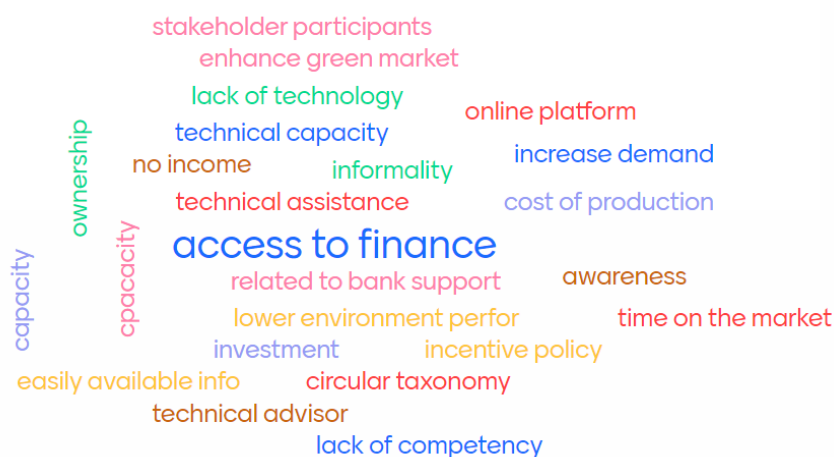 stakeholder participants
enhance green market
lack of technology
online platform
technical capacity
ownership
increase demand
no income
informality
technical assistance
cost of production
access to finance
capacity
cpacacity
related to bank support
awareness
lower environment perfor
time on the market
investment
incentive policy
easily available info
circular taxonomy
technical advisor
lack of competency